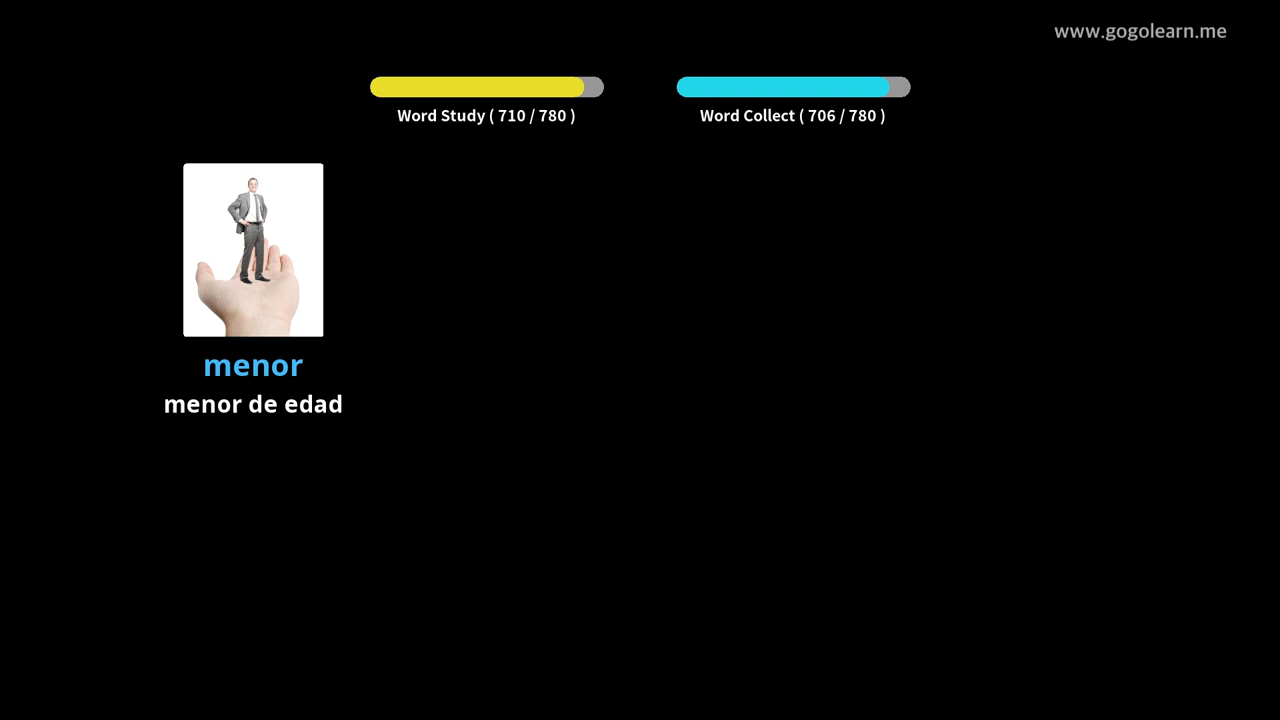 www.gogolearn.me
Word Study ( 710 / 780 )
Word Collect ( 706 / 780 )
menor
menor de edad